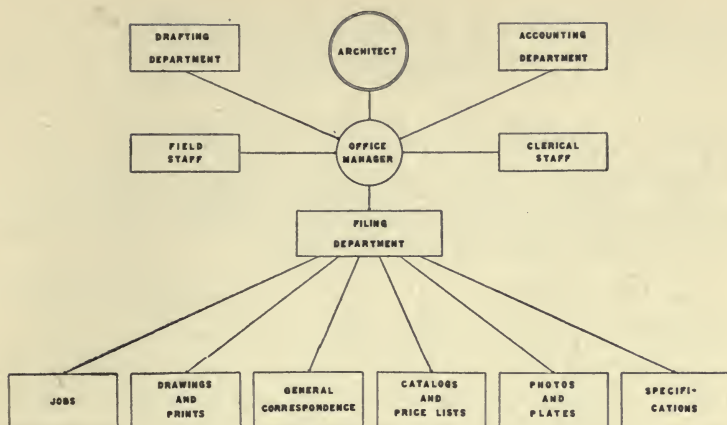 DRAFTING
DEPARTMENT
ARCHITECT
ACCOUNTING
DEPARTMENT
FIELD
STAFF
OFFICE
MANAGER
CLERICAL
STAFF
FILING
DEPARTMENT
JOBS
DRAWINGS
AND
PRINTS
GENERAL
CORRESPONDENCE
CATALOGS
AND
PRICE LISTS
PHOTOS
AND
PLATES
SPECIFI-
CATIONS